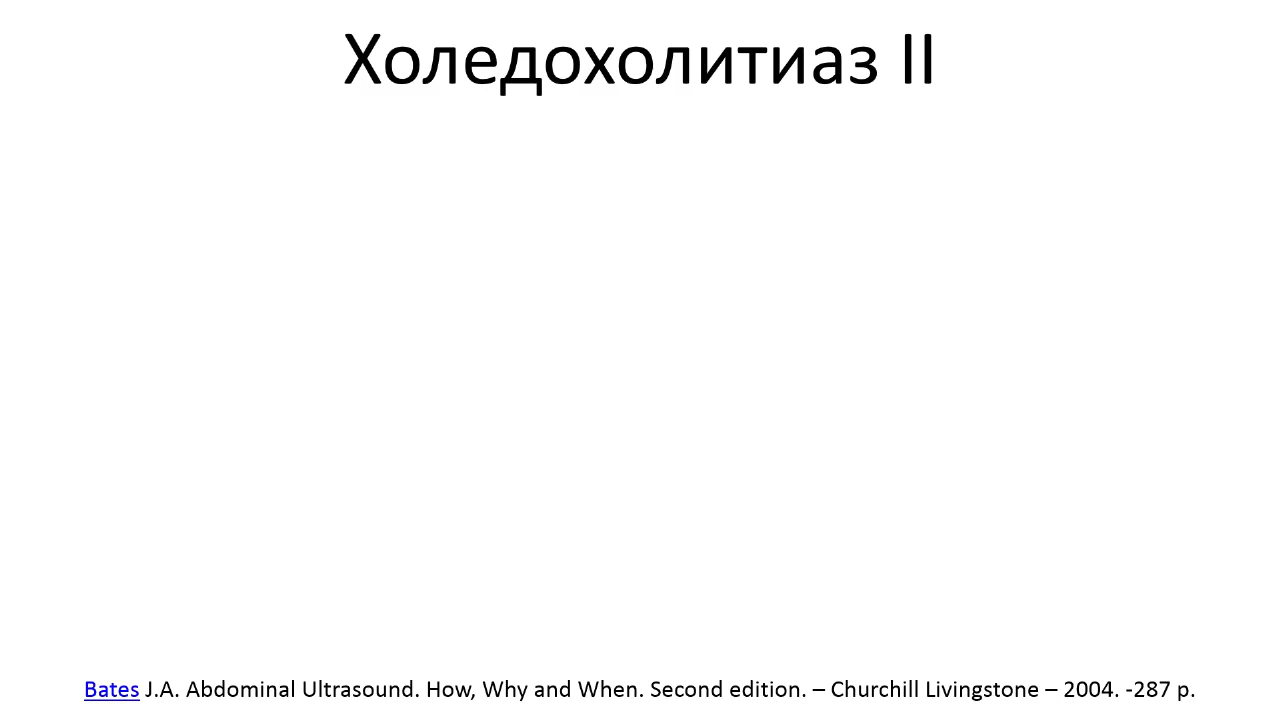 Холедохолитиаз II
Bates J.A. Abdominal Ultrasound. How, Why and When. Second edition. – Churchill Livingstone – 2004. -287 p.